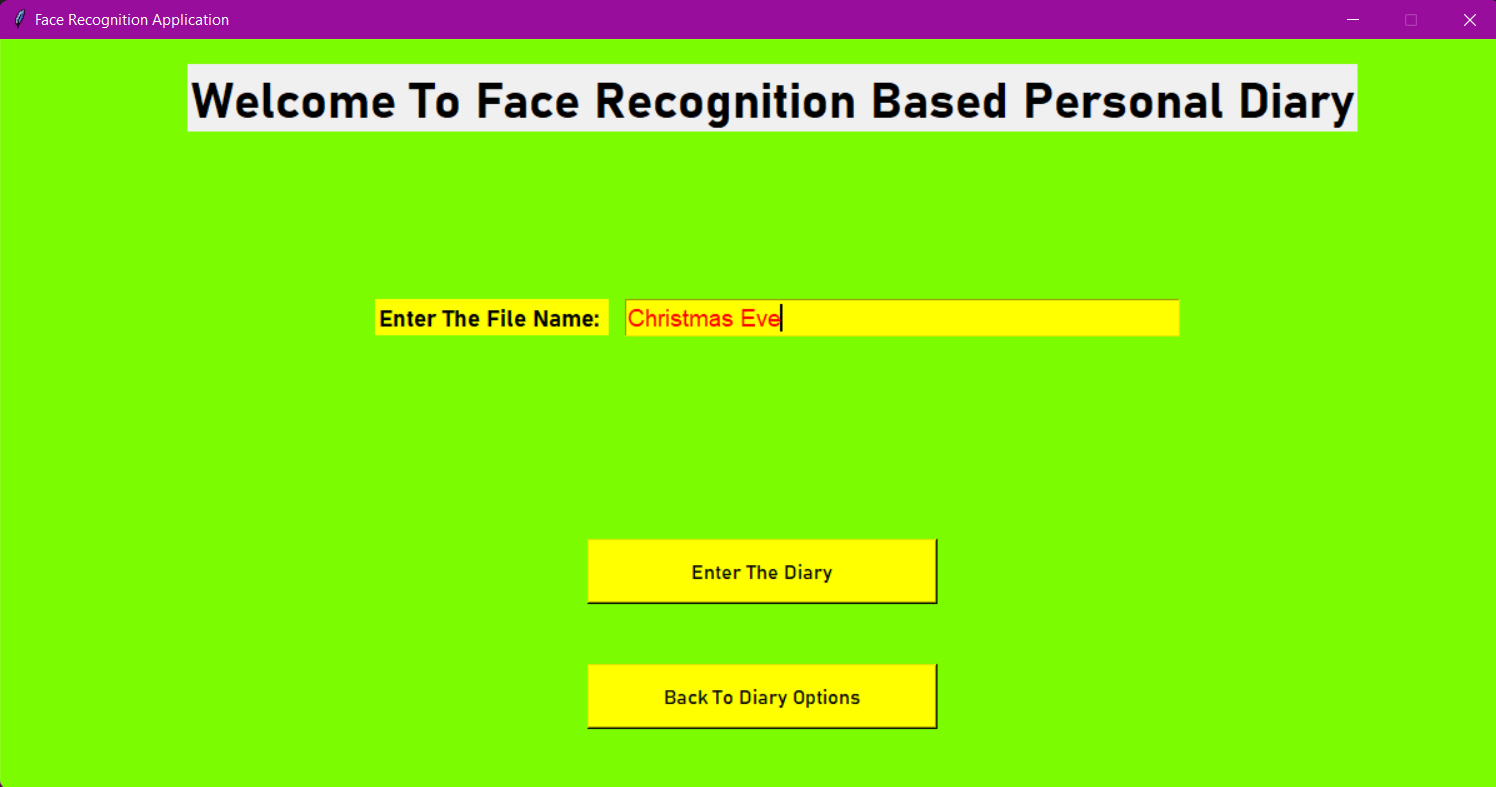 Face Recognition Application
Welcome To Face Recognition Based Personal Diary
Enter The File Name: Christmas Eve
Enter The Diary
Back To Diary Options